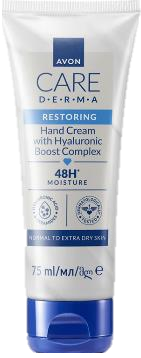 AVON
CARE
D·E·R·M·A
RESTORING
Hand Cream
with Hyaluronic
Boost Complex
48H*
MOISTURE
NORMAL TO EXTRA DRY SKIN
75 ml/мл/მლ e